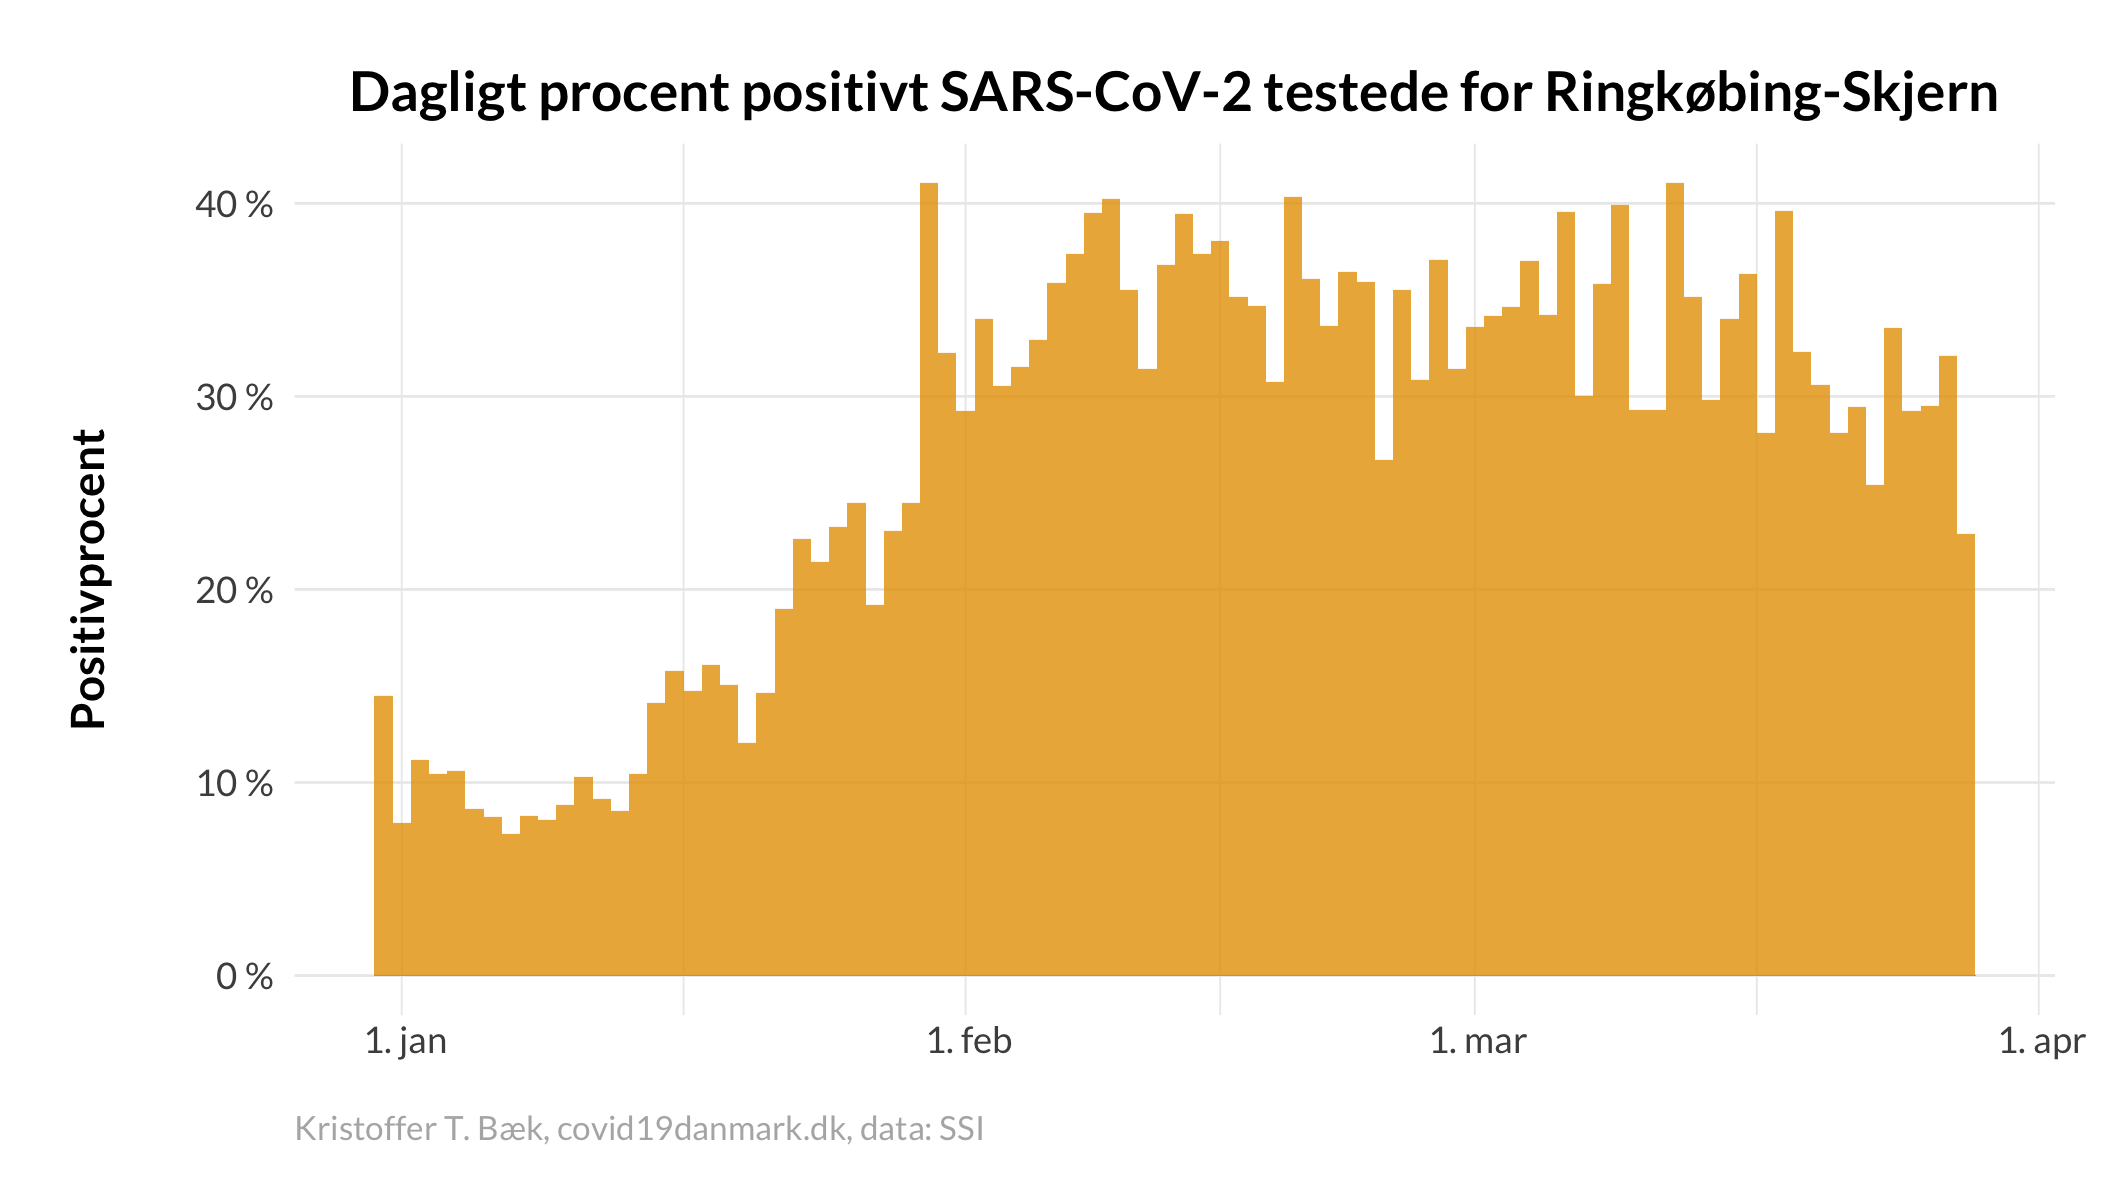 Dagligt procent positivt SARS-CoV-2 testede for Ringkøbing-Skjern
Positivprocent
40 %
30 %
20 %
10 %
0 %
1. jan
1. feb
1. mar
1. apr
Kristoffer T. Bæk, covid19danmark.dk, data: SSI